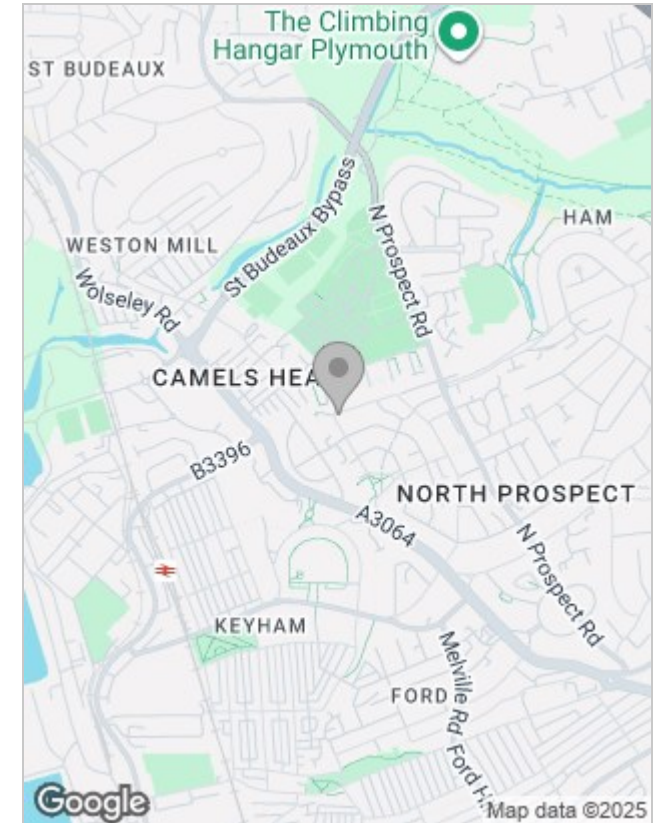 The Climbing
Hangar Plymouth
ST BUDEAUX
St Budeaux Bypass
N Prospect Rd
HAM
WESTON MILL
Wolseley Rd
CAMELS HEA
B3396
NORTH PROSPECT
A3064
N Prospect Rd
KEYHAM
Melville Rd
FORD
Ford H
Google
Map data ©2025